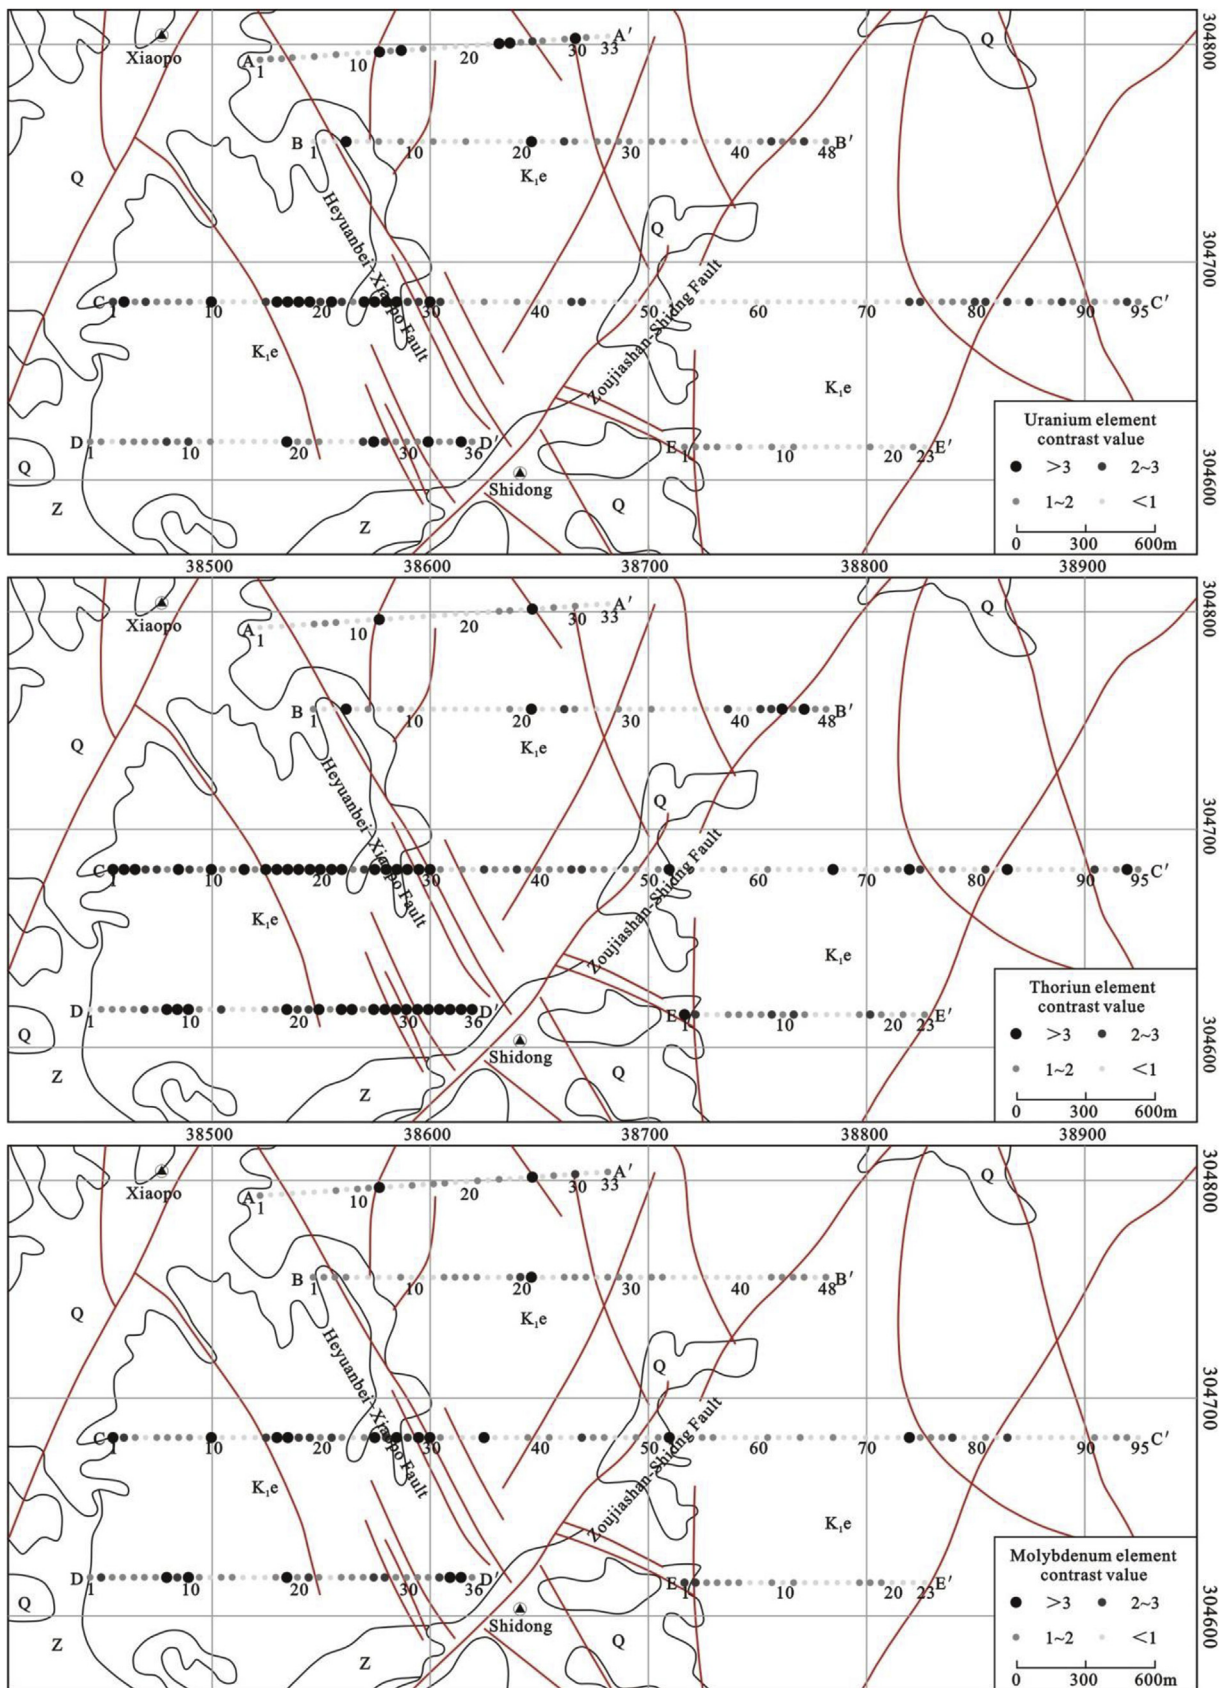 Xiaopo
A 1 10 20 30 33 A′
Q
304800
B 1 10 20 30 40 48 B′
K₁e
Q
Heyuanbei-Xiaopo Fault
Q
304700
C 1 10 20 30 40 50 60 70 80 90 95 C′
K₁e
Zoujiashan-Shidng Fault
K₁e
D 1 10 20 30 36 D′
E 1 10 20 23 E′
Q
Shidong
Z
Z
Q
304600
Uranium element
contrast value
>3 2~3
1~2 <1
0 300 600m
38500 38600 38700 38800 38900
Xiaopo
A 1 10 20 30 33 A′
Q
304800
B 1 10 20 30 40 48 B′
K₁e
Q
Heyuanbei-Xiaopo Fault
Q
304700
C 1 10 20 30 40 50 60 70 80 90 95 C′
K₁e
Zoujiashan-Shidng Fault
K₁e
D 1 10 20 30 36 D′
E 1 10 20 23 E′
Q
Shidong
Z
Z
Q
304600
Thoriun element
contrast value
>3 2~3
1~2 <1
0 300 600m
38500 38600 38700 38800 38900
Xiaopo
A 1 10 20 30 33 A′
Q
304800
B 1 10 20 30 40 48 B′
K₁e
Q
Heyuanbei-Xiaopo Fault
Q
304700
C 1 10 20 30 40 50 60 70 80 90 95 C′
K₁e
Zoujiashan-Shidng Fault
K₁e
D 1 10 20 30 36 D′
E 1 10 20 23 E′
Q
Shidong
Z
Z
Q
304600
Molybdenum element
contrast value
>3 2~3
1~2 <1
0 300 600m